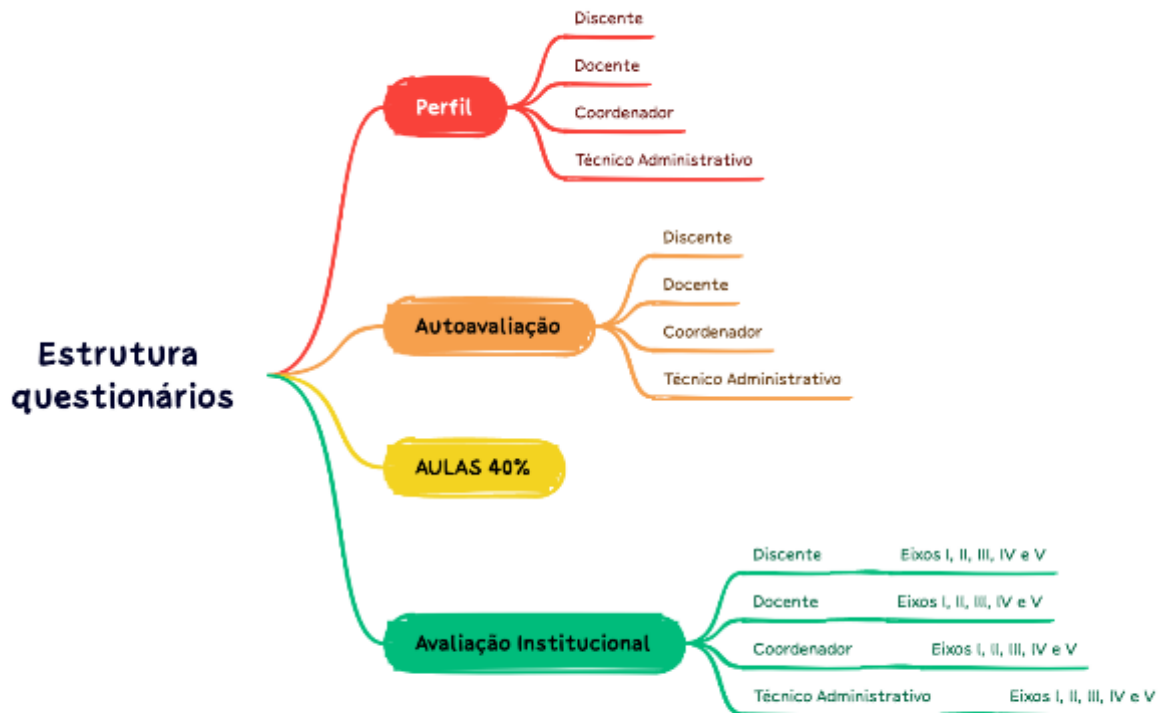 Estrutura
questionários
Perfil
Discente
Docente
Coordenador
Técnico Administrativo
Autoavaliação
Discente
Docente
Coordenador
Técnico Administrativo
AULAS 40%
Avaliação Institucional
Discente Eixos I, II, III, IV e V
Docente Eixos I, II, III, IV e V
Coordenador Eixos I, II, III, IV e V
Técnico Administrativo Eixos I, II, III, IV e V